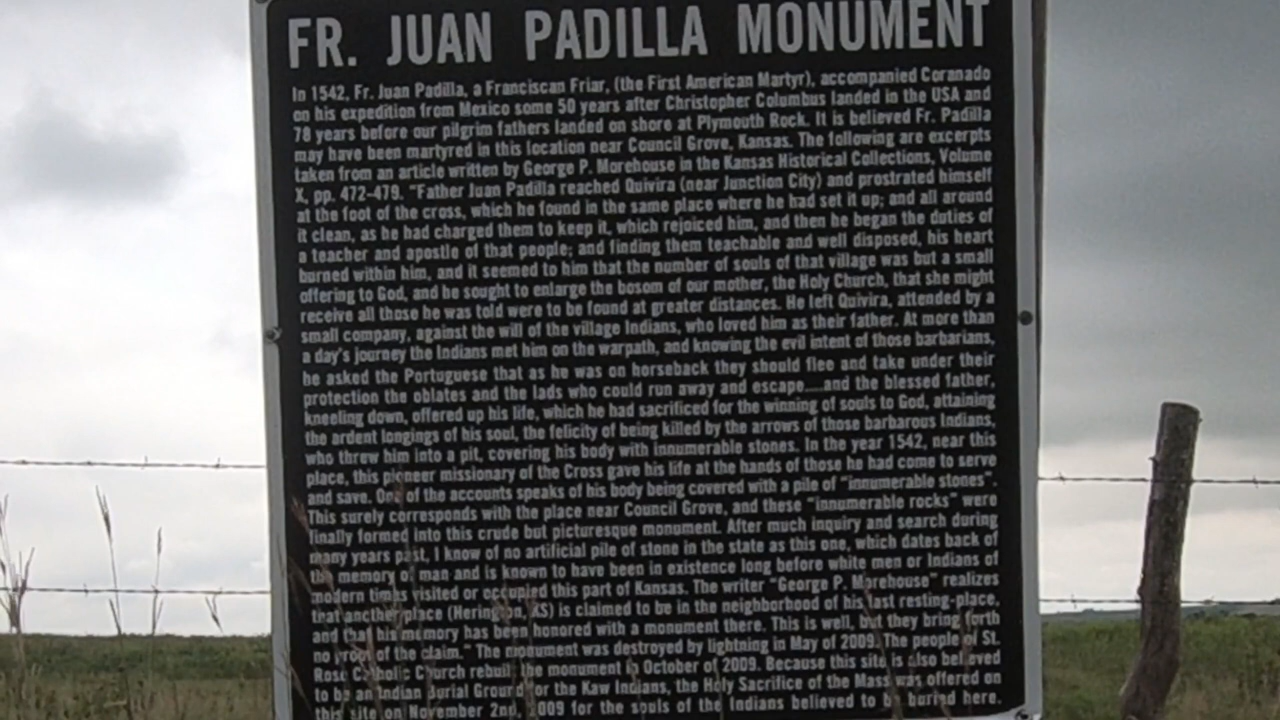 FR. JUAN PADILLA MONUMENT
In 1542, Fr. Juan Padilla, a Franciscan Friar, (the First American Martyr), accompanied Coranado
on his expedition from Mexico some 50 years after Christopher Columbus landed in the USA and
78 years before our pilgrim fathers landed on shore at Plymouth Rock. It is believed Fr. Padilla
may have been martyred in this location near Council Grove, Kansas. The following are excerpts
taken from an article written by George P. Morehouse in the Kansas Historical Collections, Volume
X, pp. 472-479. "Father Juan Padilla reached Quivira (near Junction City) and prostrated himself
at the foot of the cross, which he found in the same place where he had set it up; and all around
it clean, as he had charged them to keep it, which rejoiced him, and then he began the duties of
a teacher and apostle of that people; and finding them teachable and well disposed, his heart
burned within him, and it seemed to him that the number of souls of that village was but a small
offering to God, and he sought to enlarge the bosom of our mother, the Holy Church, that she might
receive all those he was told were to be found at greater distances. He left Quivira, attended by a
small company, against the will of the village Indians, who loved him as their father. At more than
a day's journey the Indians met him on the warpath, and knowing the evil intent of those barbarians,
he asked the Portuguese that as he was on horseback they should flee and take under their
protection the oblates and the lads who could run away and escape....and the blessed father,
kneeling down, offered up his life, which he had sacrificed for the winning of souls to God, attaining
the ardent longings of his soul, the felicity of being killed by the arrows of those barbarous Indians,
who threw him into a pit, covering his body with innumerable stones. In the year 1542, near this
place, this pioneer missionary of the Cross gave his life at the hands of those he had come to serve
and save. One of the accounts speaks of his body being covered with a pile of "innumerable stones".
This surely corresponds with the place near Council Grove, and these "innumerable rocks" were
finally formed into this crude but picturesque monument. After much inquiry and search during
many years past, I know of no artificial pile of stone in the state as this one, which dates back of
the memory of man and is known to have been in existence long before white men or Indians of
modern times visited or occupied this part of Kansas. The writer "George P. Morehouse" realizes
that another place (Herington, KS) is claimed to be in the neighborhood of his last resting-place,
and that his memory has been honored with a monument there. This is well, but they bring forth
no proof of the claim." The monument was destroyed by lightning in May of 2009. The people of St.
Rose Catholic Church rebuilt the monument in October of 2009. Because this site is also believed
to be an Indian Burial Ground for the Kaw Indians, the Holy Sacrifice of the Mass was offered on
this site on November 2nd, 2009 for the souls of the Indians believed to be buried here.